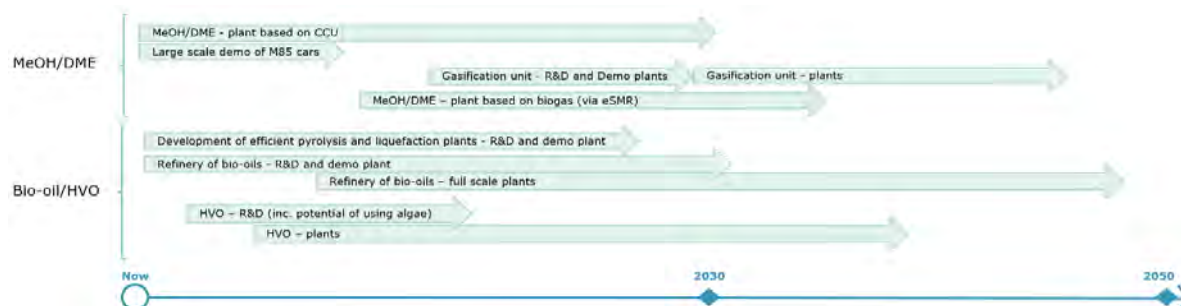 MeOH/DME
MeOH/DME - plant based on CCU
Large scale demo of M85 cars
Gasification unit - R&D and Demo plants
Gasification unit - plants
MeOH/DME – plant based on biogas (via eSMR)
Bio-oil/HVO
Development of efficient pyrolysis and liquefaction plants - R&D and demo plant
Refinery of bio-oils - R&D and demo plant
Refinery of bio-oils – full scale plants
HVO – R&D (inc. potential of using algae)
HVO – plants
Now
2030
2050